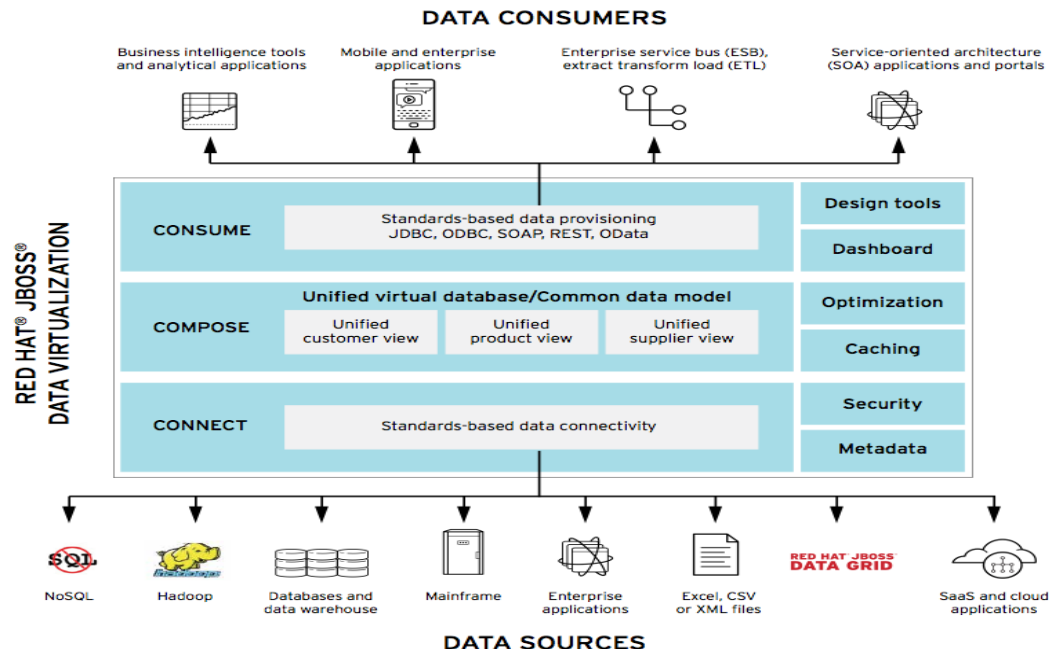 DATA CONSUMERS
Business intelligence tools
and analytical applications
Mobile and enterprise
applications
Enterprise service bus (ESB),
extract transform load (ETL)
Service-oriented architecture
(SOA) applications and portals
RED HAT® JBOSS®
DATA VIRTUALIZATION
CONSUME
Standards-based data provisioning
JDBC, ODBC, SOAP, REST, OData
Design tools
Dashboard
COMPOSE
Unified virtual database/Common data model
Unified
customer view
Unified
product view
Unified
supplier view
Optimization
Caching
CONNECT
Standards-based data connectivity
Security
Metadata
SQL
NoSQL
hadoop
Hadoop
Databases and
data warehouse
Mainframe
Enterprise
applications
Excel, CSV
or XML files
RED HAT® JBOSS®
DATA GRID
SaaS and cloud
applications
DATA SOURCES